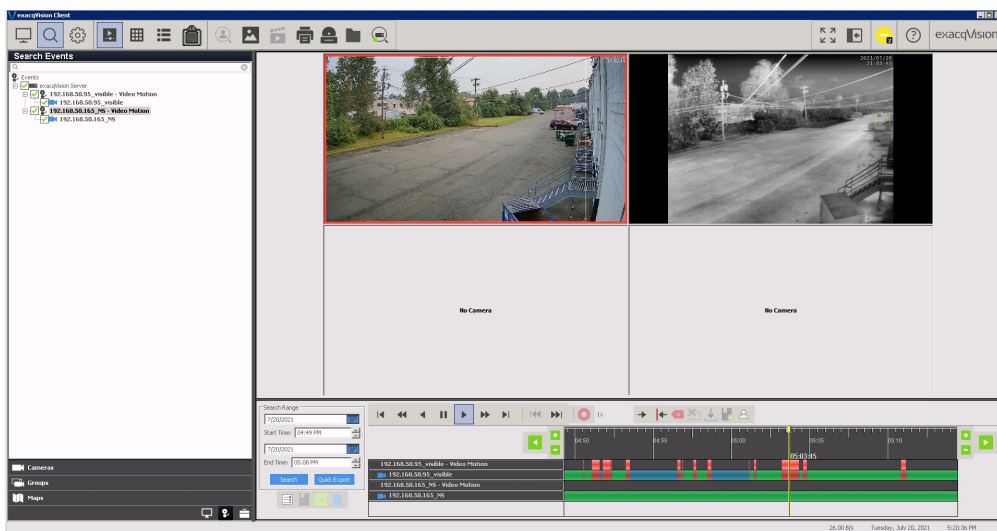 exacqVision Client
exacqVision
Search Events
Events
exacqVision Server
192.168.50.95_visible - Video Motion
192.168.50.95_visible
192.168.50.165_NS - Video Motion
192.168.50.165_NS
2021/07/20
21:03:43
No Camera
No Camera
Search Range
7/20/2021
Start Time: 04:49 PM
7/20/2021
End Time: 05:08 PM
Search
Quick Export
1x
04:50
04:55
05:00
05:05
05:10
05:03:45
192.168.50.95_visible - Video Motion
192.168.50.95_visible
192.168.50.165_NS - Video Motion
192.168.50.165_NS
Cameras
Groups
Maps
26.00 B/s
Tuesday, July 20, 2021
5:20:36 PM